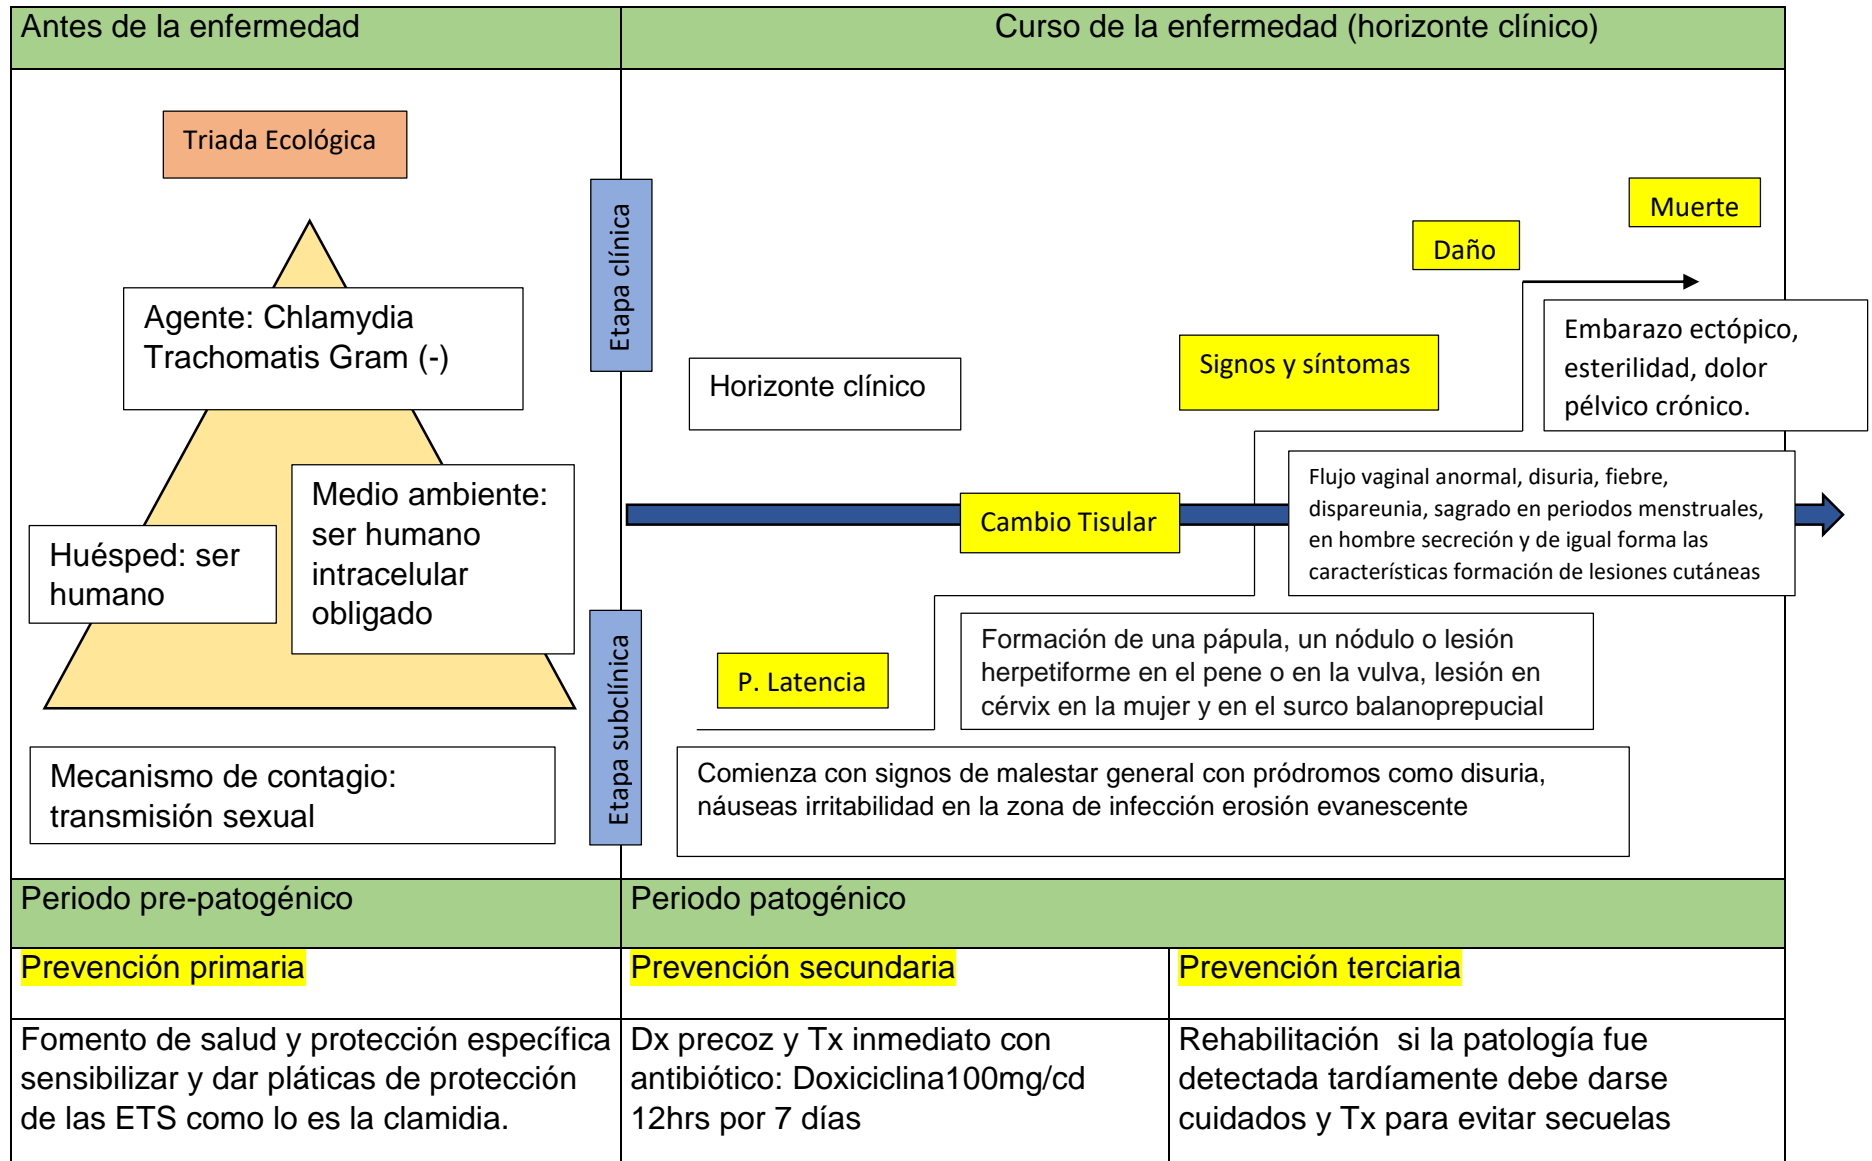 Antes de la enfermedad
Curso de la enfermedad (horizonte clínico)
Triada Ecológica
Agente: Chlamydia
Trachomatis Gram (-)
Huésped: ser
humano
Medio ambiente:
ser humano
intracelular
obligado
Mecanismo de contagio:
transmisión sexual
Etapa clínica
Etapa subclínica
Horizonte clínico
Muerte
Daño
Embarazo ectópico,
esterilidad, dolor
pélvico crónico.
Signos y síntomas
Flujo vaginal anormal, disuria, fiebre,
dispareunia, sagrado en periodos menstruales,
en hombre secreción y de igual forma las
características formación de lesiones cutáneas
Cambio Tisular
Formación de una pápula, un nódulo o lesión
herpetiforme en el pene o en la vulva, lesión en
cérvix en la mujer y en el surco balanoprepucial
P. Latencia
Comienza con signos de malestar general con pródromos como disuria,
náuseas irritabilidad en la zona de infección erosión evanescente
Periodo pre-patogénico
Periodo patogénico
Prevención primaria
Prevención secundaria
Prevención terciaria
Fomento de salud y protección específica
sensibilizar y dar pláticas de protección
de las ETS como lo es la clamidia.
Dx precoz y Tx inmediato con
antibiótico: Doxiciclina100mg/cd
12hrs por 7 días
Rehabilitación  si la patología fue
detectada tardíamente debe darse
cuidados y Tx para evitar secuelas